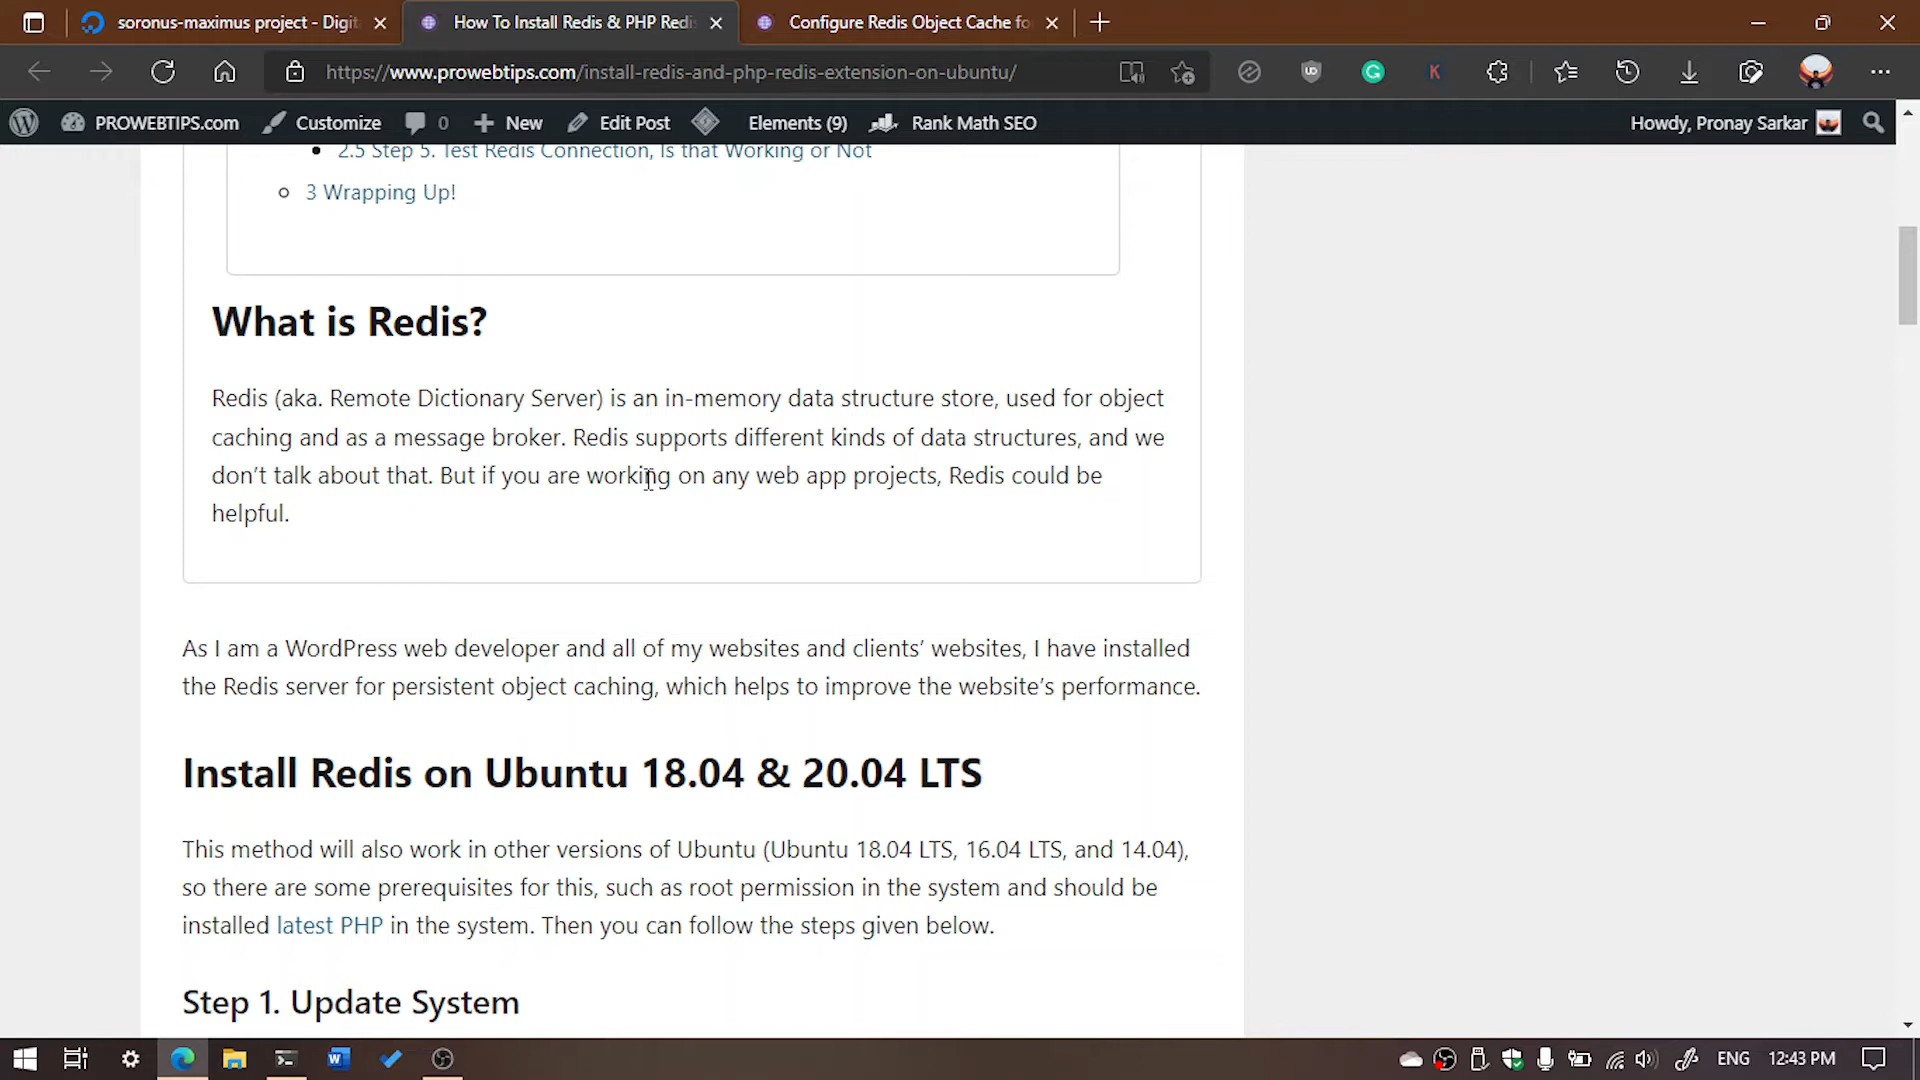 soronus-maximus project - Digit
How To Install Redis & PHP Redi
Configure Redis Object Cache fo
https://www.prowebtips.com/install-redis-and-php-redis-extension-on-ubuntu/
PROWEBTIPS.com
Customize
0
New
Edit Post
Elements (9)
Rank Math SEO
Howdy, Pronay Sarkar
2.5 Step 5. Test Redis Connection, Is that Working or Not
3 Wrapping Up!
What is Redis?
Redis (aka. Remote Dictionary Server) is an in-memory data structure store, used for object
caching and as a message broker. Redis supports different kinds of data structures, and we
don’t talk about that. But if you are working on any web app projects, Redis could be
helpful.
As I am a WordPress web developer and all of my websites and clients’ websites, I have installed
the Redis server for persistent object caching, which helps to improve the website’s performance.
Install Redis on Ubuntu 18.04 & 20.04 LTS
This method will also work in other versions of Ubuntu (Ubuntu 18.04 LTS, 16.04 LTS, and 14.04),
so there are some prerequisites for this, such as root permission in the system and should be
installed latest PHP in the system. Then you can follow the steps given below.
Step 1. Update System
ENG
12:43 PM